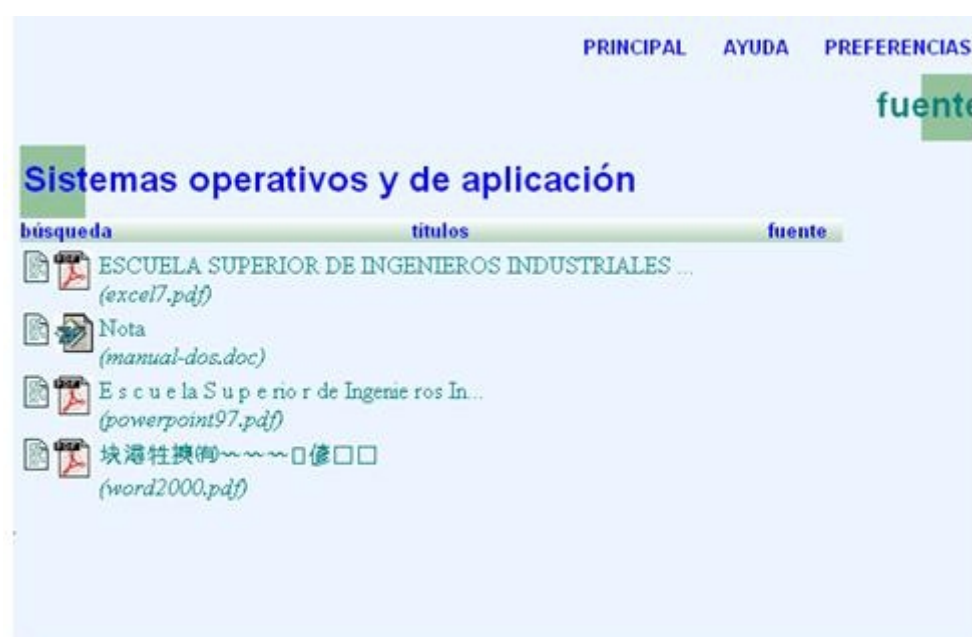 PRINCIPAL AYUDA PREFERENCIAS
fuente
Sistemas operativos y de aplicación
búsqueda títulos fuente
ESCUELA SUPERIOR DE INGENIEROS INDUSTRIALES ...
(excel7.pdf)
Nota
(manual-dos.doc)
E s c u e la S u p e rio r de Ingenie ros In...
(powerpoint97.pdf)
(word2000.pdf)